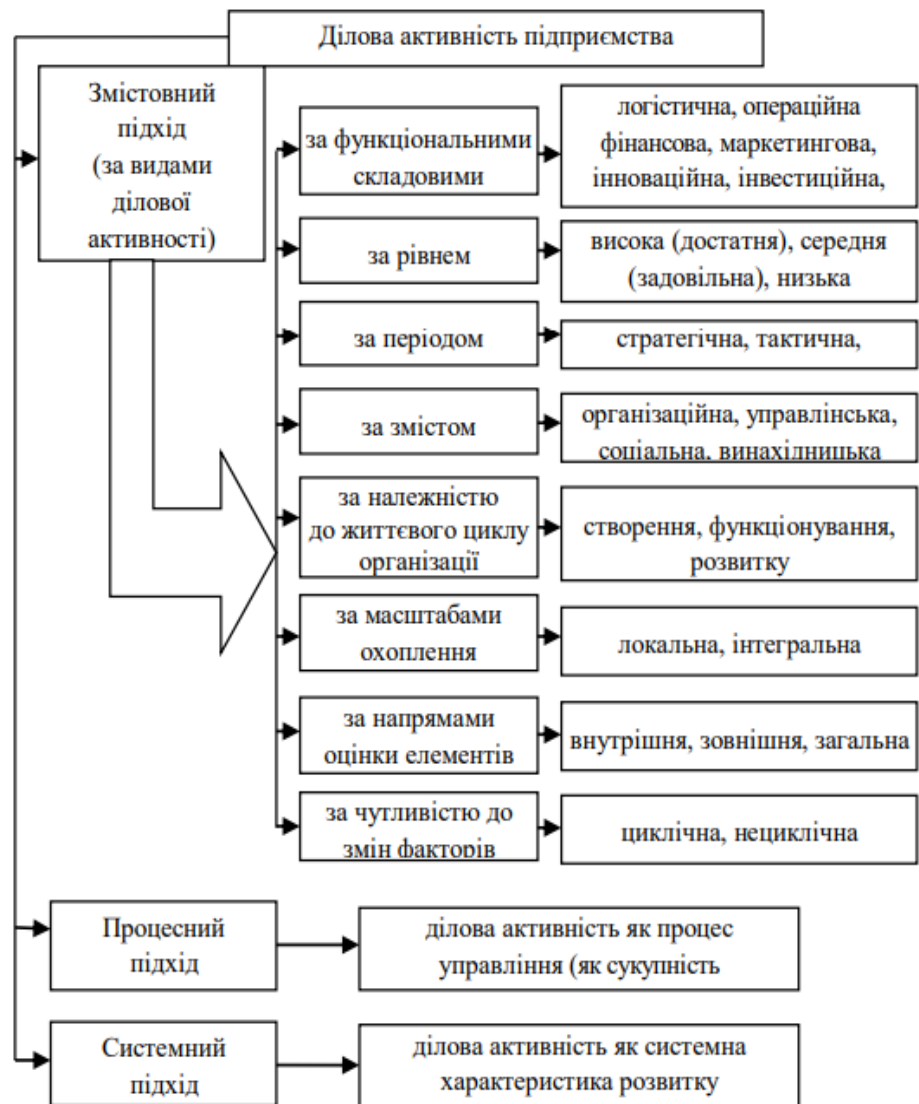 Ділова активність підприємства
Змістовний
підхід
(за видами
ділової
активності)
за функціональними
складовими
логістична, операційна
фінансова, маркетингова,
інноваційна, інвестиційна,
за рівнем
висока (достатня), середня
(задовільна), низька
за періодом
стратегічна, тактична,
за змістом
організаційна, управлінська,
соціальна, винахідницька
за належністю
до життєвого циклу
організації
створення, функціонування,
розвитку
за масштабами
охоплення
локальна, інтегральна
за напрямами
оцінки елементів
внутрішня, зовнішня, загальна
за чутливістю до
змін факторів
циклічна, нециклічна
Процесний
підхід
ділова активність як процес
управління (як сукупність
Системний
підхід
ділова активність як системна
характеристика розвитку